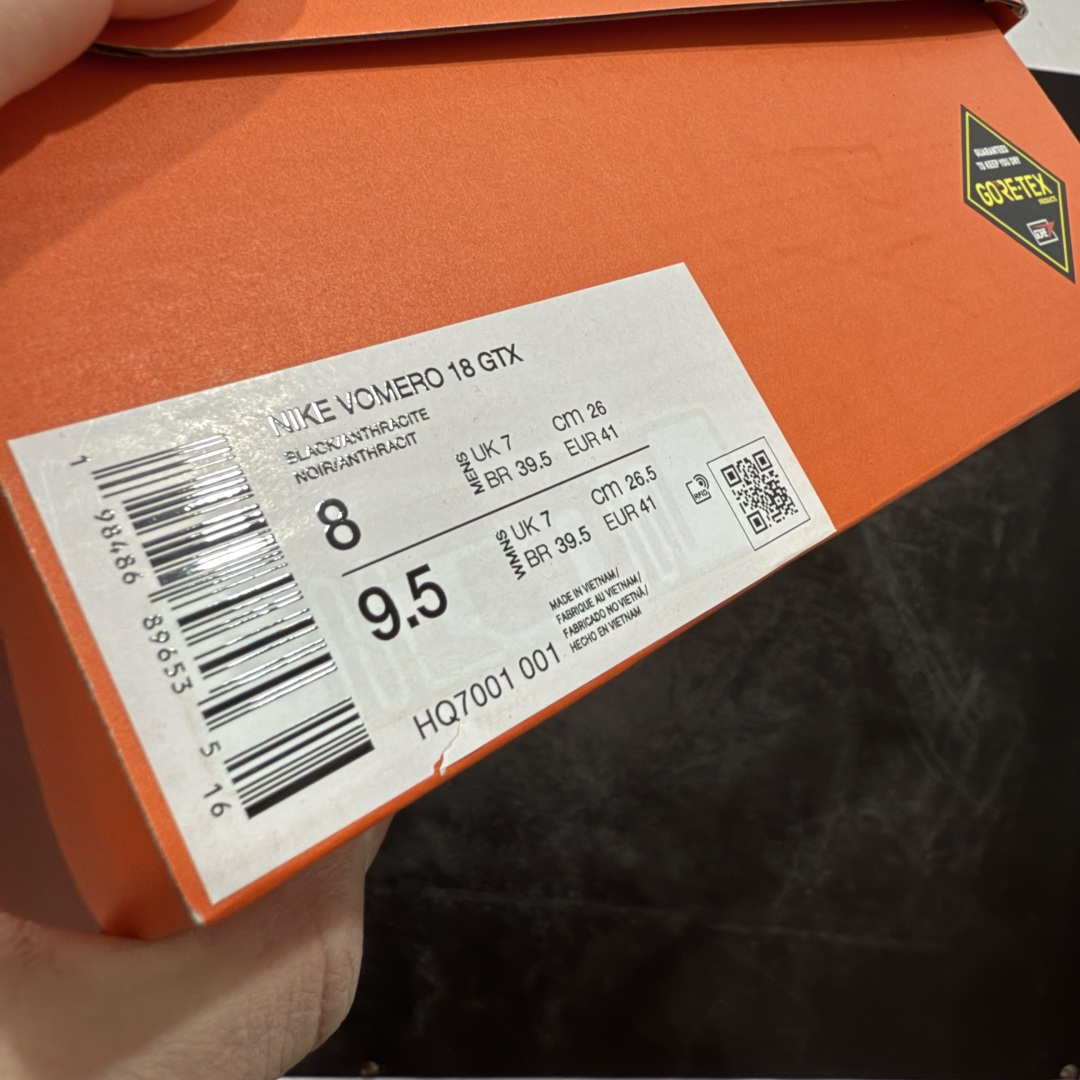 GUARANTEED
TO KEEP YOU DRY
GORE-TEX
PRODUCTS
GORE
NIKE VOMERO 18 GTX
BLACK/ANTHRACITE
NOIR/ANTHRACIT
8
MENS
UK 7 cm 26
BR 39.5 EUR 41
9.5
WMNS
UK 7 cm 26.5
BR 39.5 EUR 41
RFID
MADE IN VIETNAM/
FABRIQUE AU VIETNAM/
FABRICADO NO VIETNÃ/
HECHO EN VIETNAM
HQ7001 001
1 98486 89653 5 16